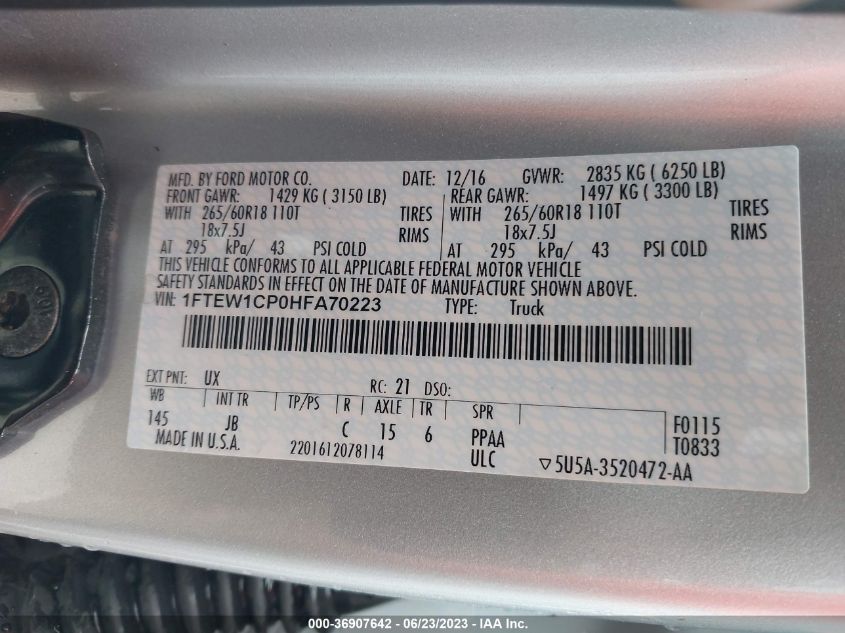 MFD. BY FORD MOTOR CO. DATE: 12/16 GVWR: 2835 KG ( 6250 LB)
FRONT GAWR: 1429 KG ( 3150 LB) REAR GAWR: 1497 KG ( 3300 LB)
WITH 265/60R18 110T TIRES WITH 265/60R18 110T TIRES
18x7.5J RIMS 18x7.5J RIMS
AT 295 kPa/ 43 PSI COLD AT 295 kPa/ 43 PSI COLD
THIS VEHICLE CONFORMS TO ALL APPLICABLE FEDERAL MOTOR VEHICLE
SAFETY STANDARDS IN EFFECT ON THE DATE OF MANUFACTURE SHOWN ABOVE.
VIN: 1FTEW1CP0HFA70223 TYPE: Truck
EXT PNT: UX RC: 21 DSO:
WB INT TR TP/PS R AXLE TR SPR
145 JB C 15 6 PPAA F0115
ULC T0833
MADE IN U.S.A. 2201612078114 ▽5U5A-3520472-AA
000-36907642 - 06/23/2023 - IAA Inc.